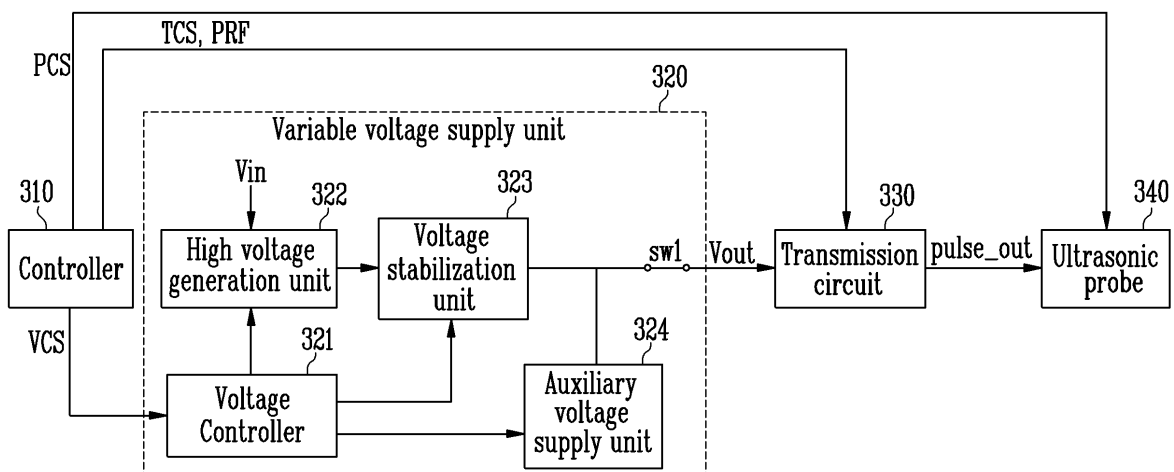 TCS, PRF
PCS
320
Variable voltage supply unit
Vin
310
322
323
330
340
Controller
High voltage
generation unit
Voltage
stabilization
unit
sw1
Vout
Transmission
circuit
pulse_out
Ultrasonic
probe
VCS
321
324
Voltage
Controller
Auxiliary
voltage
supply unit